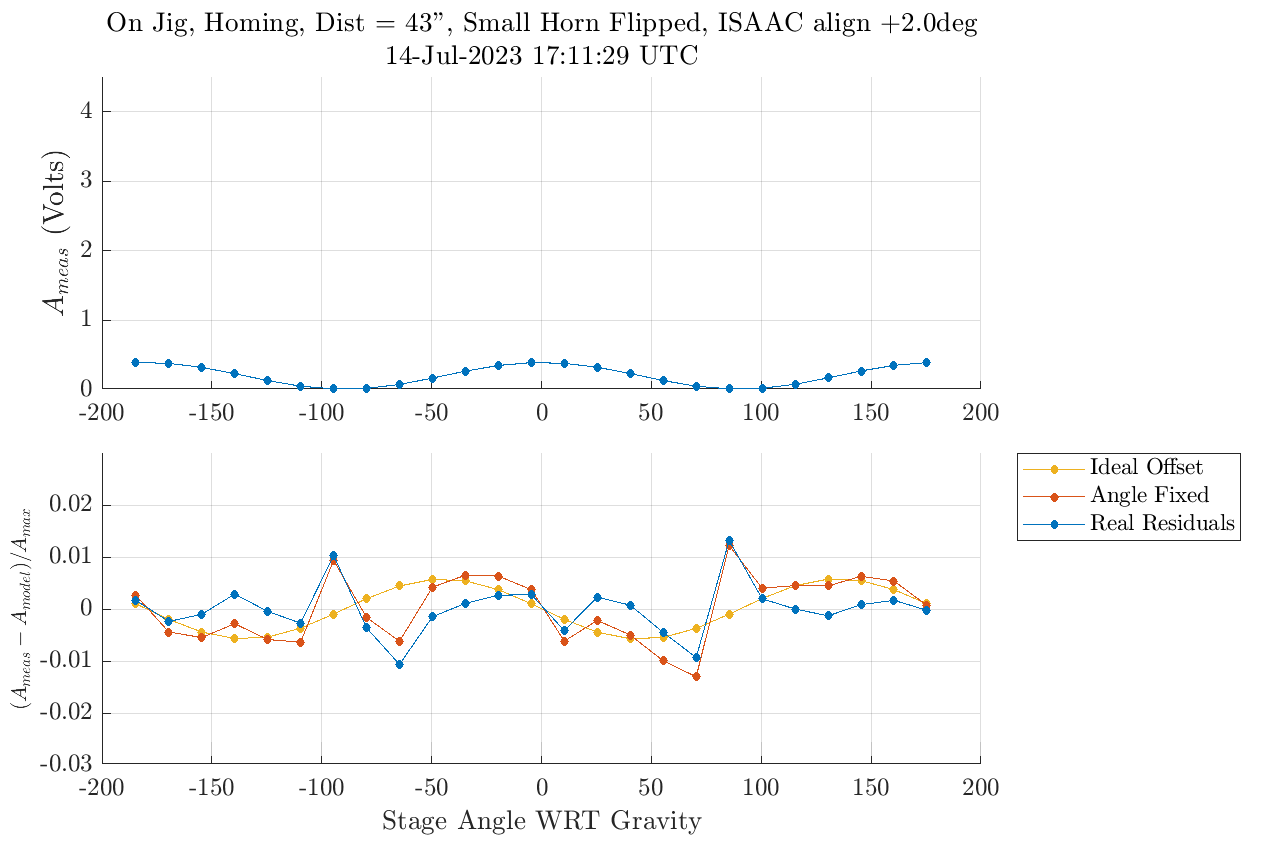 On Jig, Homing, Dist = 43", Small Horn Flipped, ISAAC align +2.0deg
14-Jul-2023 17:11:29 UTC
A_meas (Volts)
4
3
2
1
0
-200 -150 -100 -50 0 50 100 150 200
(A_meas − A_model)/A_max
0.02
0.01
0
-0.01
-0.02
-0.03
-200 -150 -100 -50 0 50 100 150 200
Stage Angle WRT Gravity
Ideal Offset
Angle Fixed
Real Residuals